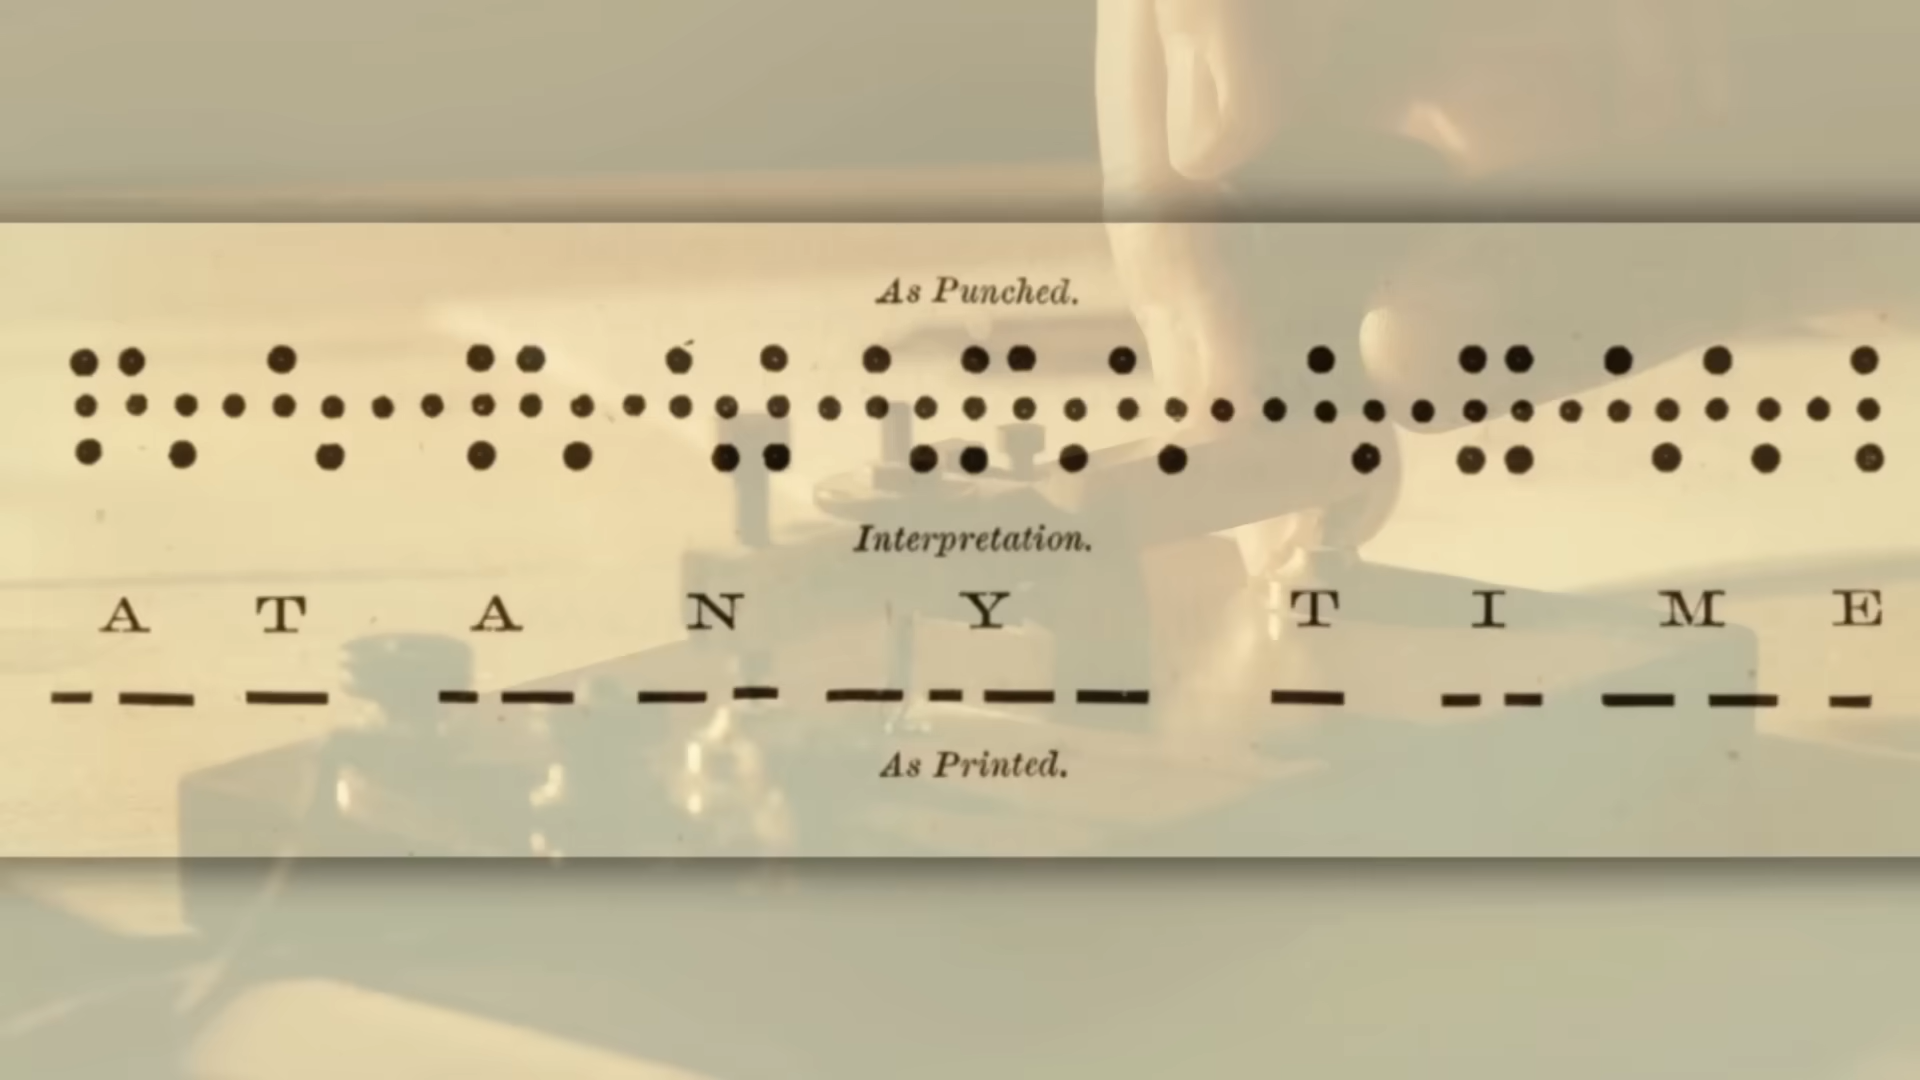 As Punched.
Interpretation.
A T A N Y T I M E
As Printed.